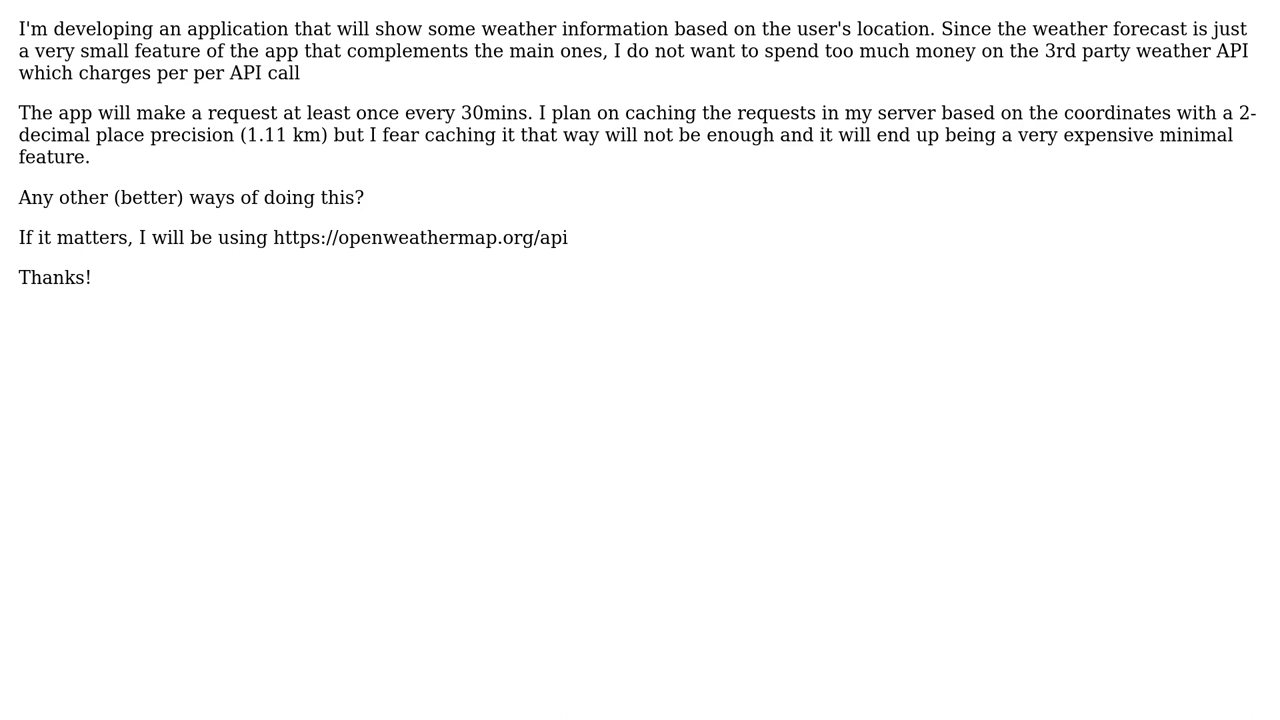 I'm developing an application that will show some weather information based on the user's location. Since the weather forecast is just
a very small feature of the app that complements the main ones, I do not want to spend too much money on the 3rd party weather API
which charges per per API call
The app will make a request at least once every 30mins. I plan on caching the requests in my server based on the coordinates with a 2-
decimal place precision (1.11 km) but I fear caching it that way will not be enough and it will end up being a very expensive minimal
feature.
Any other (better) ways of doing this?
If it matters, I will be using https://openweathermap.org/api
Thanks!